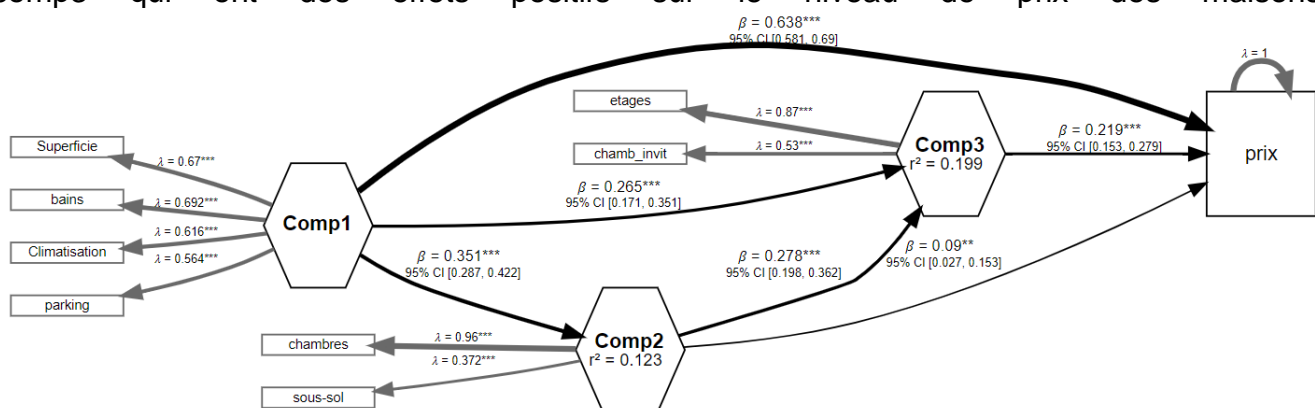 comps qui ont des effets positifs sur le niveau de prix des maisons
β = 0.638***
95% CI [0.581, 0.69]
λ = 1
etages
λ = 0.87***
Comp3
r² = 0.199
β = 0.219***
95% CI [0.153, 0.279]
prix
Superficie
λ = 0.67***
chamb_invit
λ = 0.53***
bains
λ = 0.692***
β = 0.265***
95% CI [0.171, 0.351]
Comp1
Climatisation
λ = 0.616***
λ = 0.564***
parking
β = 0.351***
95% CI [0.287, 0.422]
β = 0.278***
95% CI [0.198, 0.362]
β = 0.09**
95% CI [0.027, 0.153]
chambres
λ = 0.96***
Comp2
r² = 0.123
λ = 0.372***
sous-sol